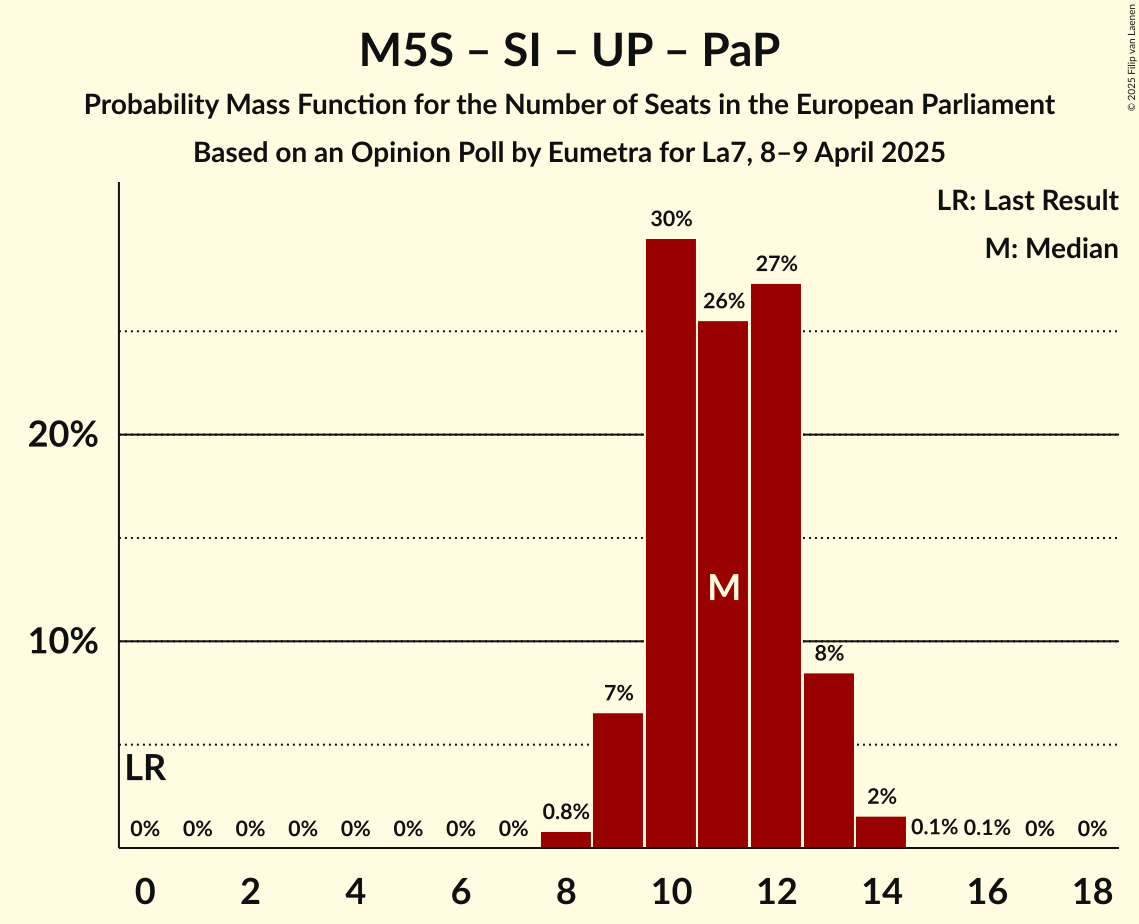 M5S – SI – UP – PaP
Probability Mass Function for the Number of Seats in the European Parliament
Based on an Opinion Poll by Eumetra for La7, 8–9 April 2025
© 2025 Filip van Laenen
LR: Last Result
M: Median
30%
27%
26%
20%
M
10%
8%
7%
LR
2%
0.8%
0% 0% 0% 0% 0% 0% 0% 0% 0.1% 0.1% 0% 0%
0 2 4 6 8 10 12 14 16 18